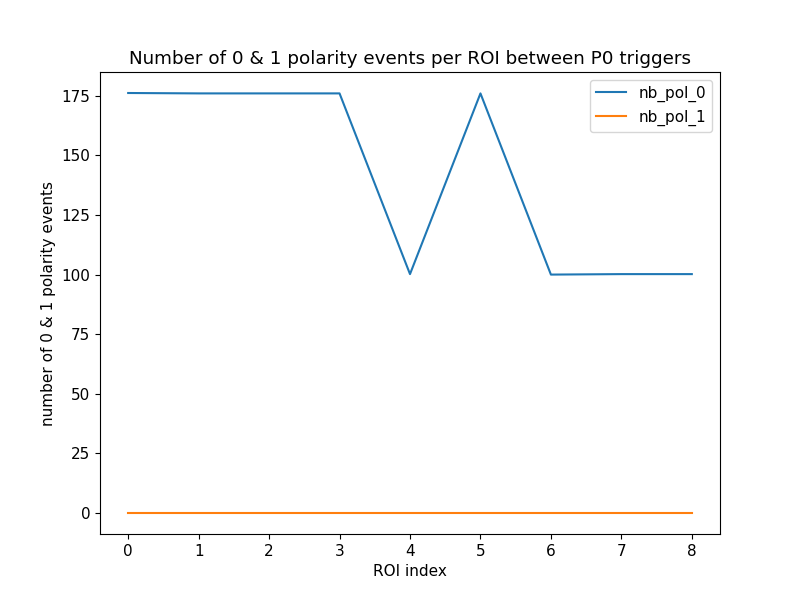 Number of 0 & 1 polarity events per ROI between P0 triggers
nb_pol_0
nb_pol_1
number of 0 & 1 polarity events
175
150
125
100
75
50
25
0
0 1 2 3 4 5 6 7 8
ROI index